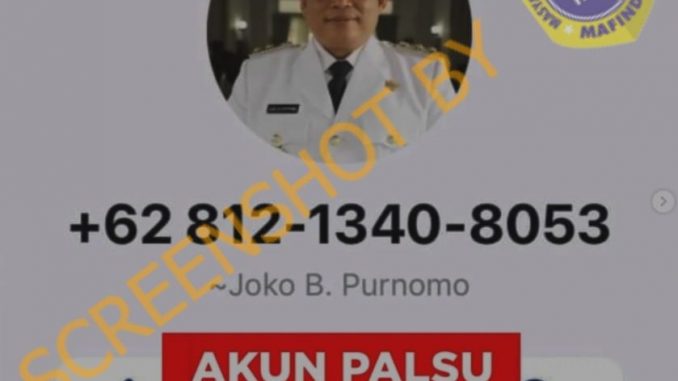 MAFINDO
+62 812-1340-8053
~Joko B. Purnomo
SCREENSHOT BY
AKUN PALSU